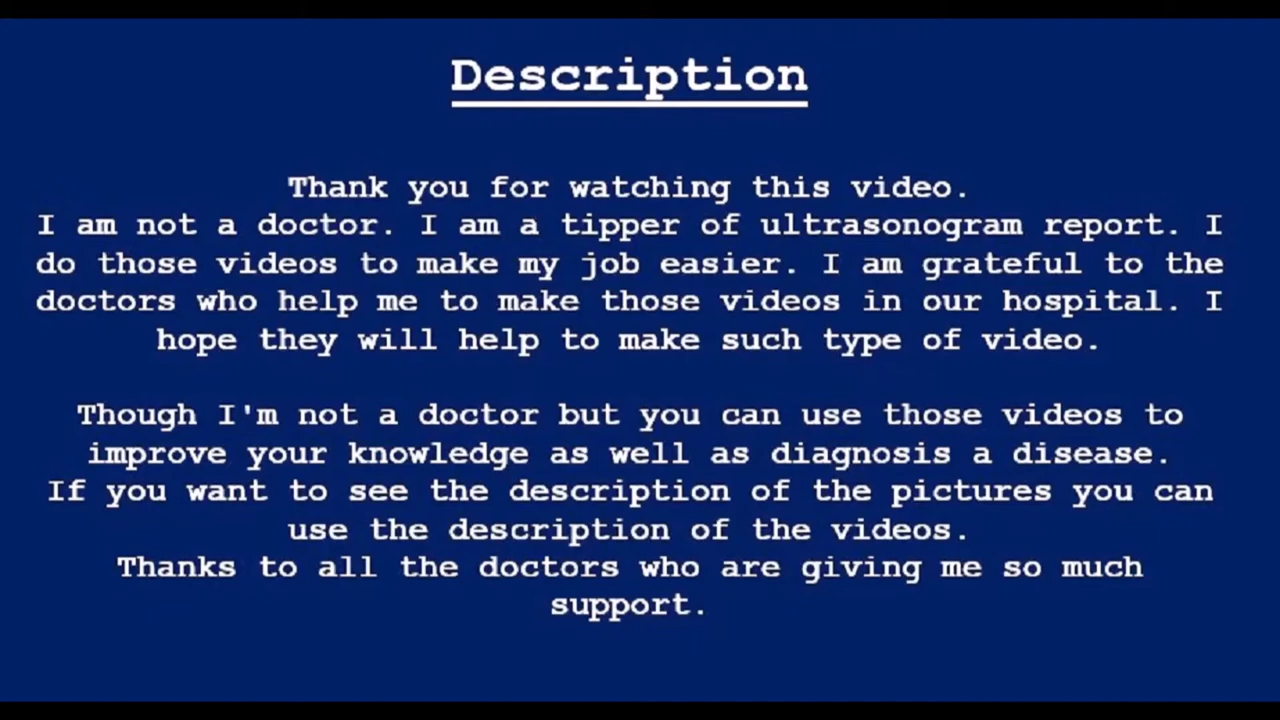 Description
Thank you for watching this video.
I am not a doctor. I am a tipper of ultrasonogram report. I
do those videos to make my job easier. I am grateful to the
doctors who help me to make those videos in our hospital. I
hope they will help to make such type of video.
Though I'm not a doctor but you can use those videos to
improve your knowledge as well as diagnosis a disease.
If you want to see the description of the pictures you can
use the description of the videos.
Thanks to all the doctors who are giving me so much
support.